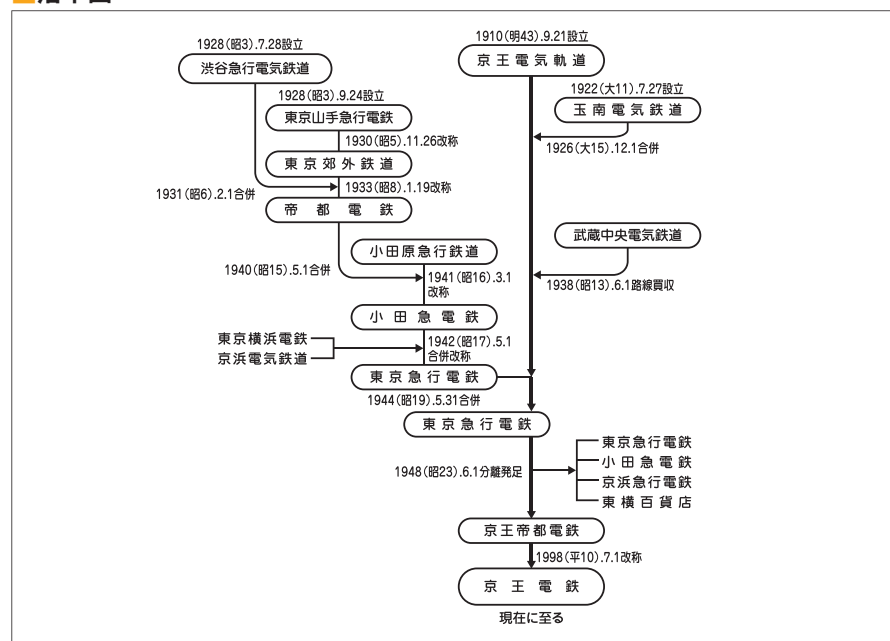 1928(昭3).7.28設立
渋谷急行電気鉄道
1928(昭3).9.24設立
東京山手急行電鉄
1930(昭5).11.26改称
東京郊外鉄道
1931(昭6).2.1合併
1933(昭8).1.19改称
帝都電鉄
小田原急行鉄道
1940(昭15).5.1合併
1941(昭16).3.1
改称
小田急電鉄
東京横浜電鉄
京浜電気鉄道
1942(昭17).5.1
合併改称
東京急行電鉄
1944(昭19).5.31合併
1910(明43).9.21設立
京王電気軌道
1922(大11).7.27設立
玉南電気鉄道
1926(大15).12.1合併
武蔵中央電気鉄道
1938(昭13).6.1路線買収
東京急行電鉄
1948(昭23).6.1分離発足
東京急行電鉄
小田急電鉄
京浜急行電鉄
東横百貨店
京王帝都電鉄
1998(平10).7.1改称
京王電鉄
現在に至る